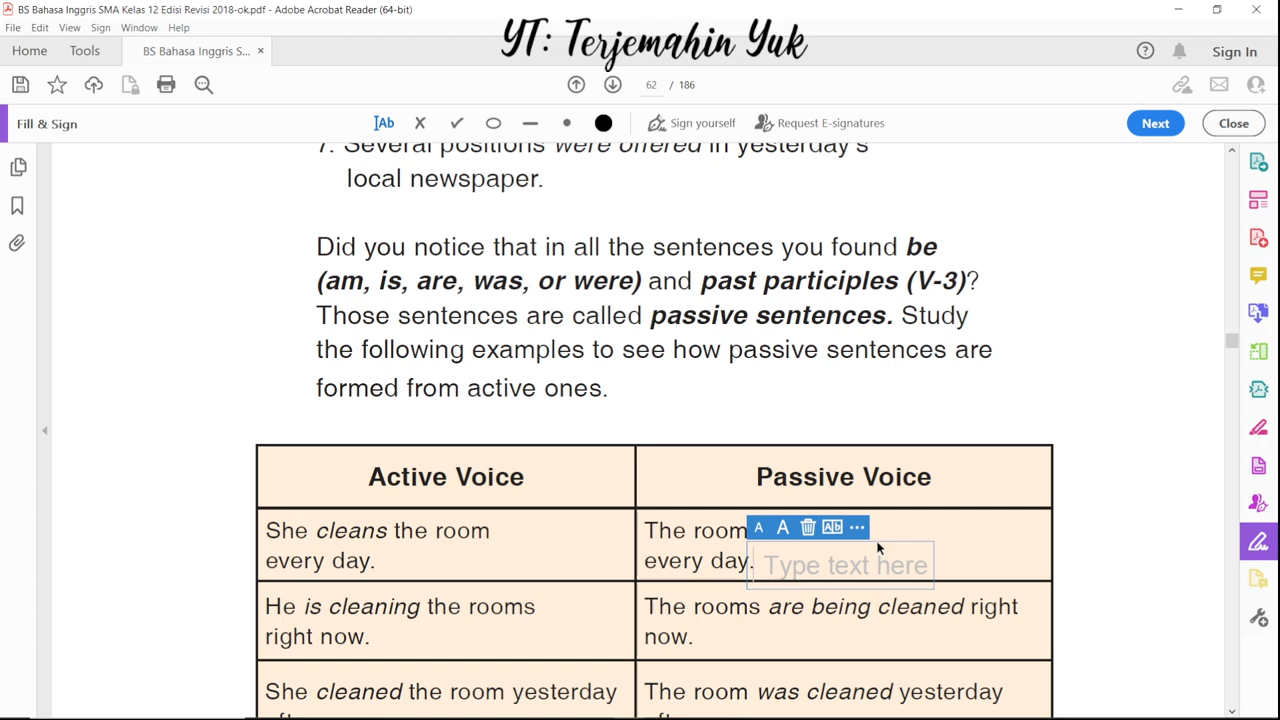 BS Bahasa Inggris SMA Kelas 12 Edisi Revisi 2018-ok.pdf - Adobe Acrobat Reader (64-bit)
File Edit View Sign Window Help
YT: Terjemahin Yuk
Home Tools BS Bahasa Inggris S... × Sign In
62 / 186
Fill & Sign Ab Sign yourself Request E-signatures Next Close
7. Several positions were offered in yesterday's
local newspaper.
Did you notice that in all the sentences you found be
(am, is, are, was, or were) and past participles (V-3)?
Those sentences are called passive sentences. Study
the following examples to see how passive sentences are
formed from active ones.
Active Voice Passive Voice
She cleans the room
every day.
The room
every day.
A A Ab ...
Type text here
He is cleaning the rooms
right now.
The rooms are being cleaned right
now.
She cleaned the room yesterday
The room was cleaned yesterday